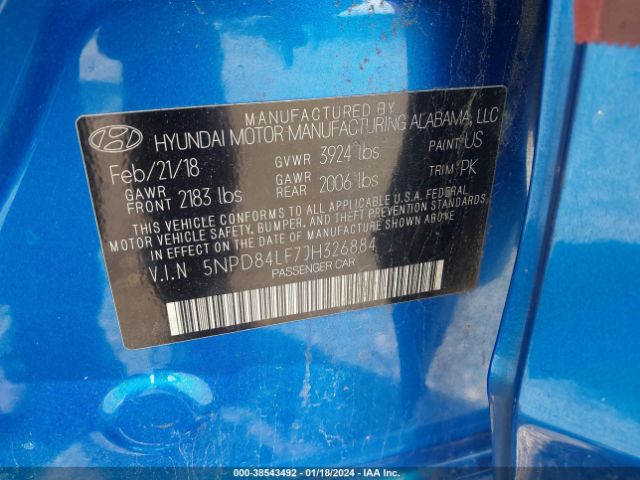 MANUFACTURED BY
HYUNDAI MOTOR MANUFACTURING ALABAMA, LLC
Feb/21/18 GVWR 3924 lbs PAINT: US
GAWR FRONT 2183 lbs GAWR REAR 2006 lbs TRIM: PK
THIS VEHICLE CONFORMS TO ALL APPLICABLE U.S.A. FEDERAL
MOTOR VEHICLE SAFETY, BUMPER, AND THEFT PREVENTION STANDARDS
IN EFFECT ON THE DATE OF MANUFACTURE SHOWN ABOVE.
V.I.N 5NPD84LF7JH326884
PASSENGER CAR
000-38543492 - 01/18/2024 - IAA Inc.